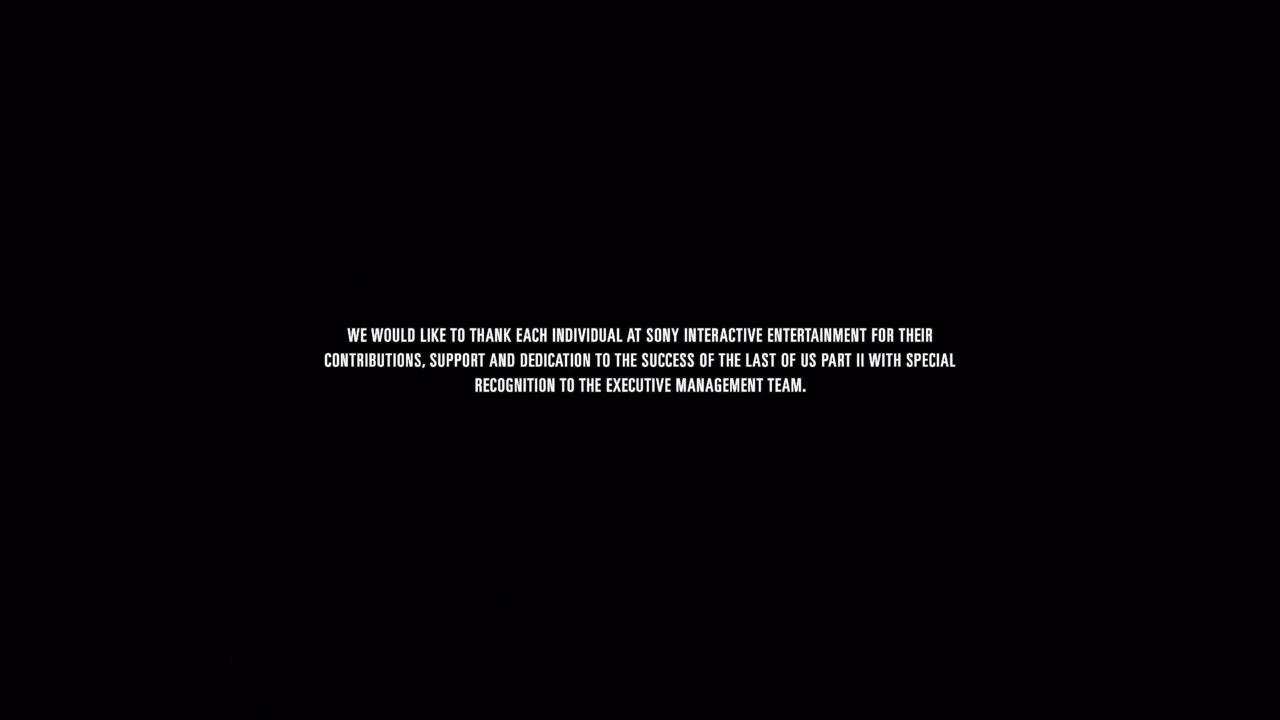 WE WOULD LIKE TO THANK EACH INDIVIDUAL AT SONY INTERACTIVE ENTERTAINMENT FOR THEIR
CONTRIBUTIONS, SUPPORT AND DEDICATION TO THE SUCCESS OF THE LAST OF US PART II WITH SPECIAL
RECOGNITION TO THE EXECUTIVE MANAGEMENT TEAM.